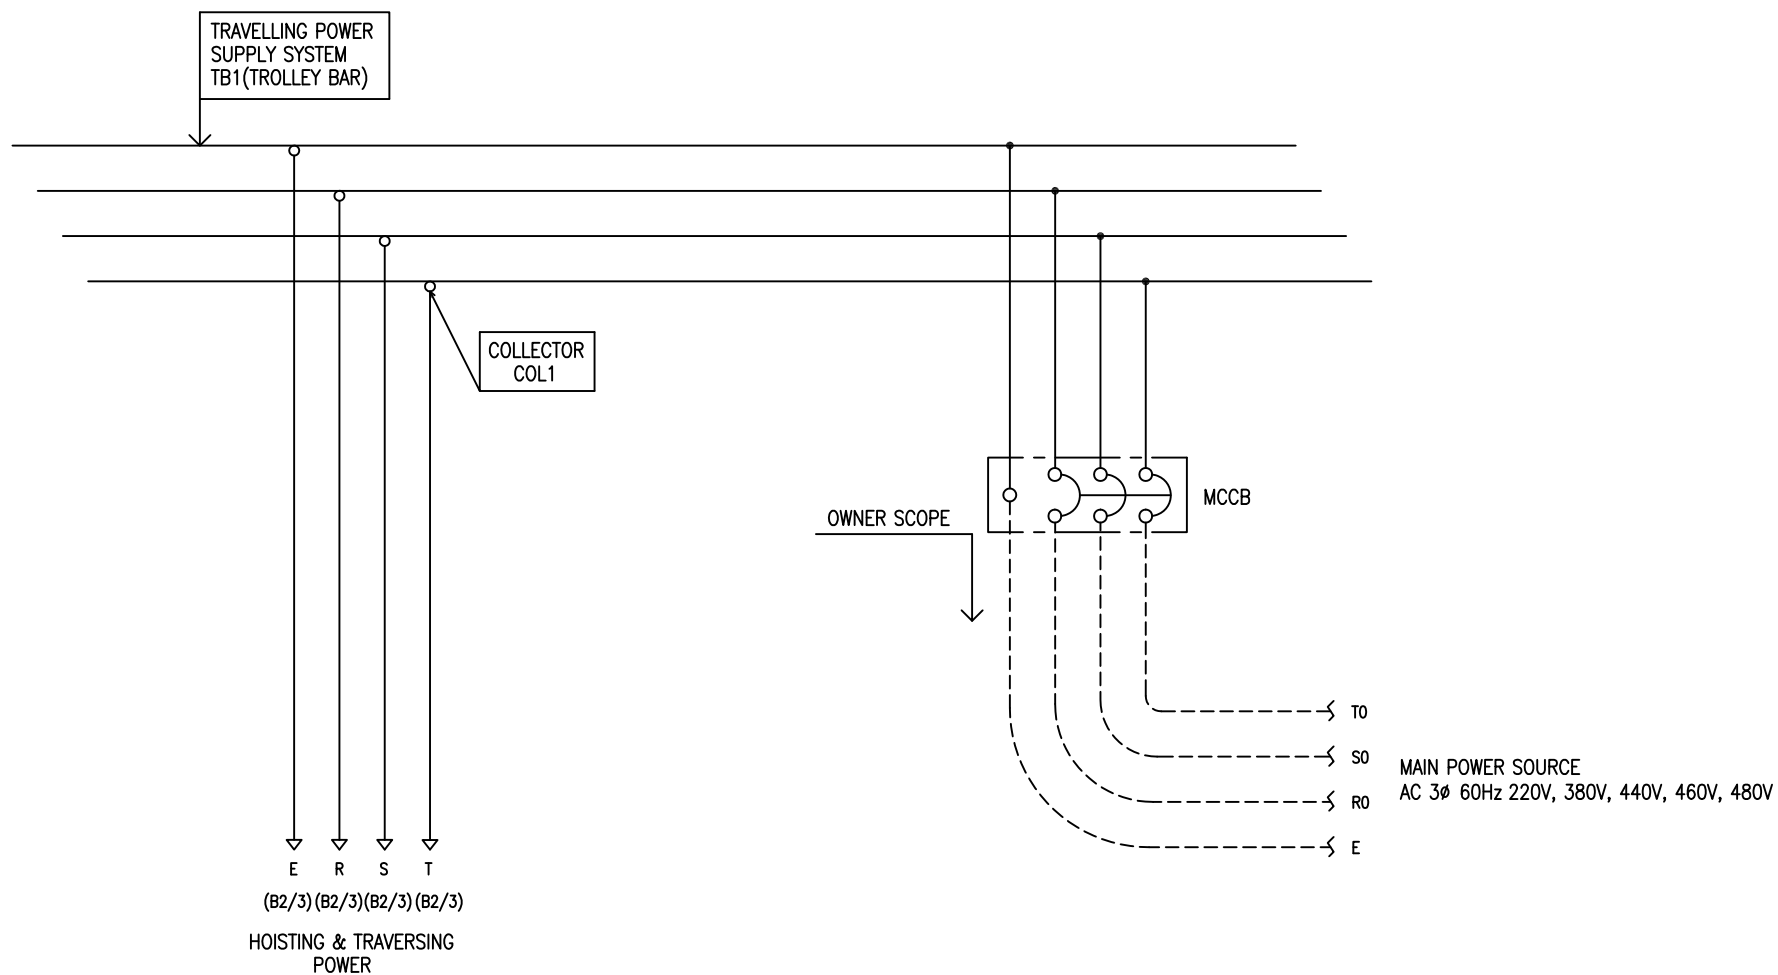 TRAVELLING POWER
SUPPLY SYSTEM
TB1(TROLLEY BAR)
COLLECTOR
COL1
MCCB
OWNER SCOPE
T0
S0
MAIN POWER SOURCE
AC 3ø 60Hz 220V, 380V, 440V, 460V, 480V
R0
E
E R S T
(B2/3) (B2/3) (B2/3) (B2/3)
HOISTING & TRAVERSING
POWER